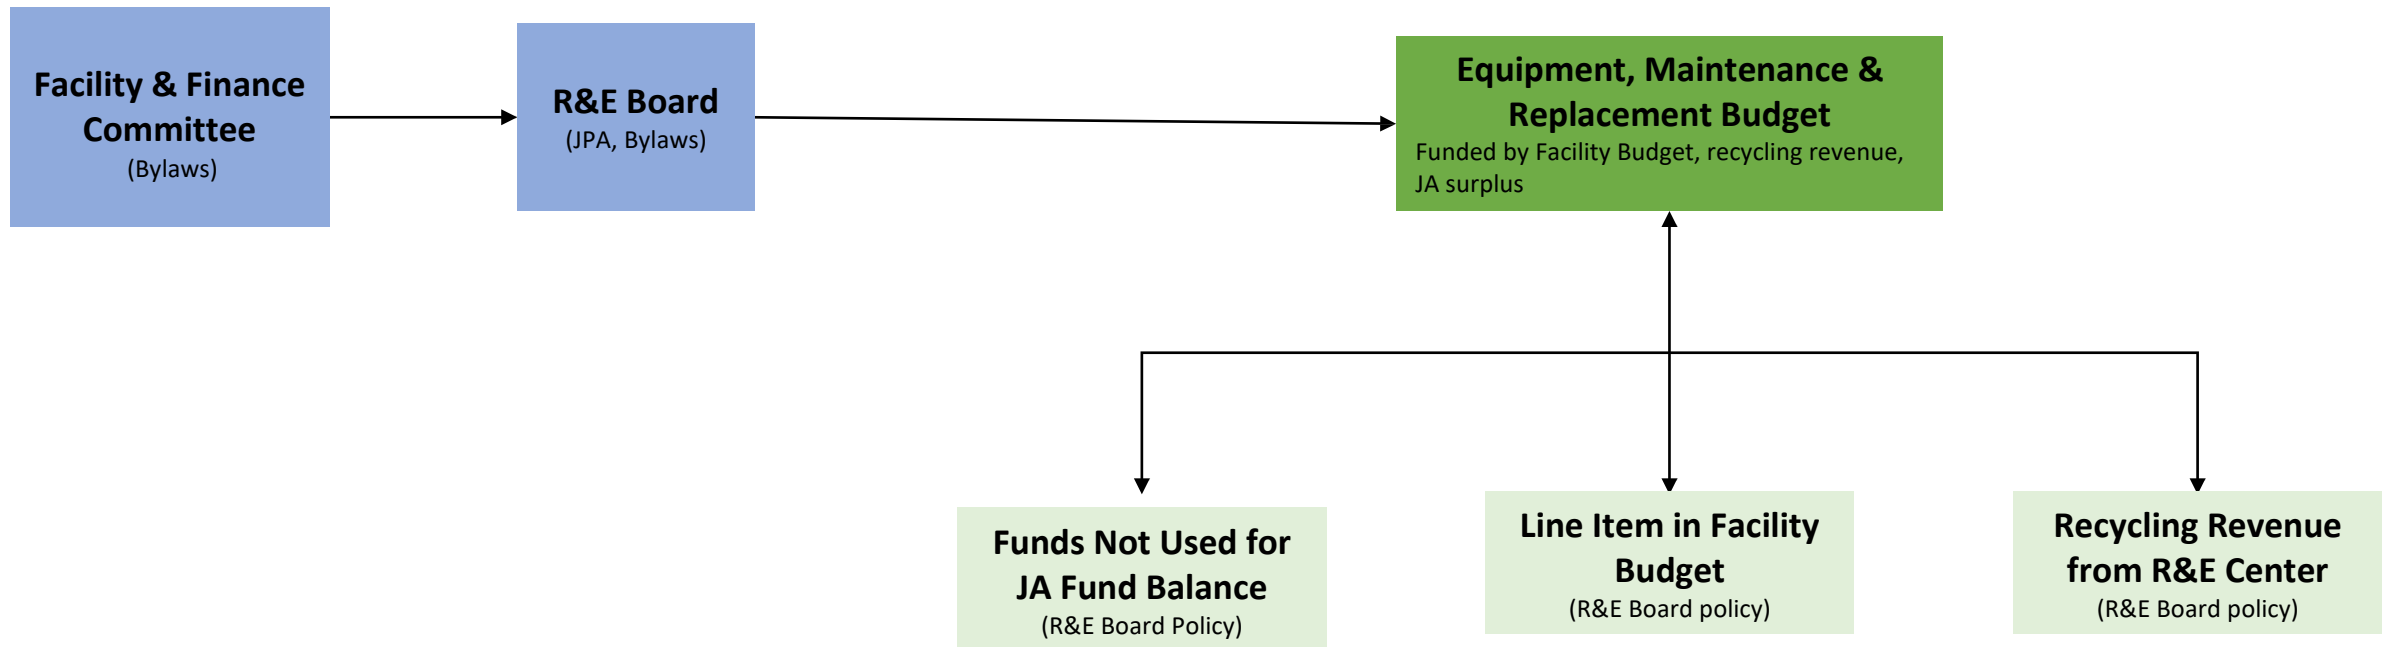 Facility & Finance
Committee
(Bylaws)
R&E Board
(JPA, Bylaws)
Equipment, Maintenance &
Replacement Budget
Funded by Facility Budget, recycling revenue,
JA surplus
Funds Not Used for
JA Fund Balance
(R&E Board Policy)
Line Item in Facility
Budget
(R&E Board policy)
Recycling Revenue
from R&E Center
(R&E Board policy)